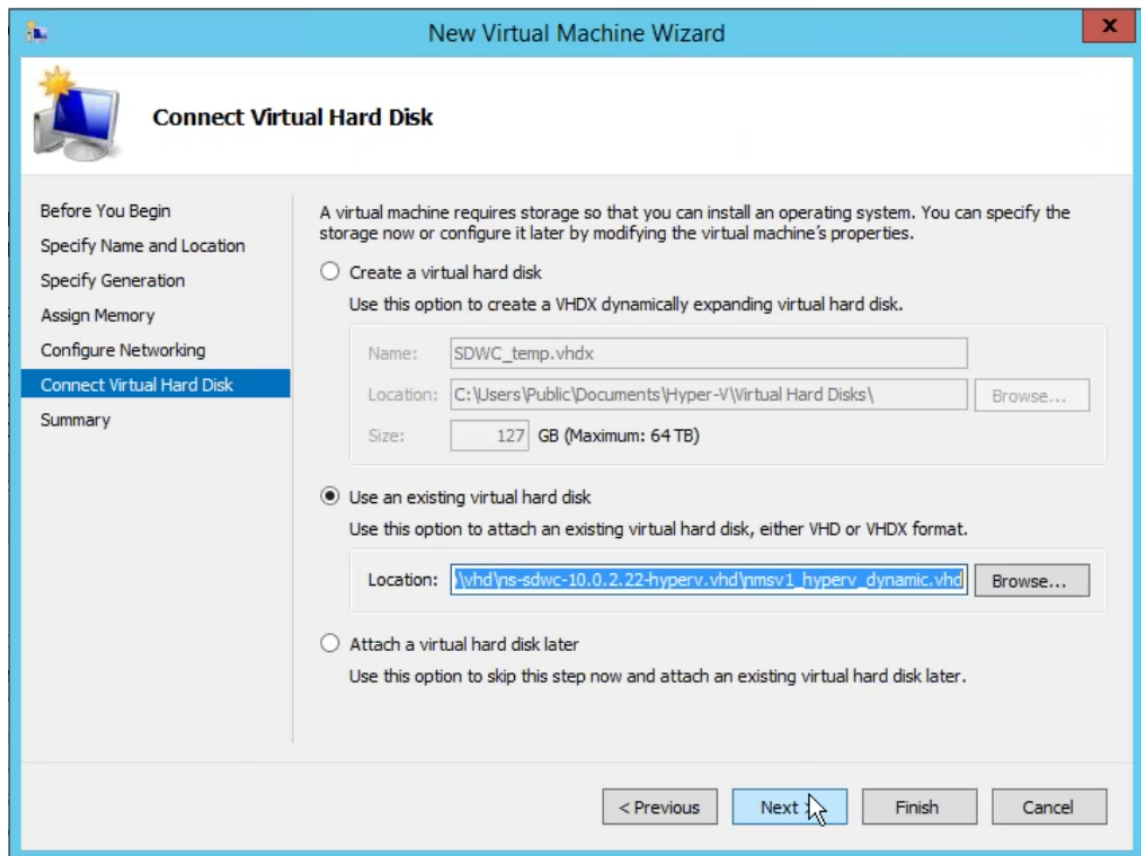 New Virtual Machine Wizard
X
Connect Virtual Hard Disk
Before You Begin
Specify Name and Location
Specify Generation
Assign Memory
Configure Networking
Connect Virtual Hard Disk
Summary
A virtual machine requires storage so that you can install an operating system. You can specify the
storage now or configure it later by modifying the virtual machine's properties.
Create a virtual hard disk
Use this option to create a VHDX dynamically expanding virtual hard disk.
Name: SDWC_temp.vhdx
Location: C:\Users\Public\Documents\Hyper-V\Virtual Hard Disks\ Browse...
Size: 127 GB (Maximum: 64 TB)
Use an existing virtual hard disk
Use this option to attach an existing virtual hard disk, either VHD or VHDX format.
Location: \vhd\ns-sdwc-10.0.2.22-hyperv.vhd\nmsv1_hyperv_dynamic.vhd Browse...
Attach a virtual hard disk later
Use this option to skip this step now and attach an existing virtual hard disk later.
< Previous Next > Finish Cancel